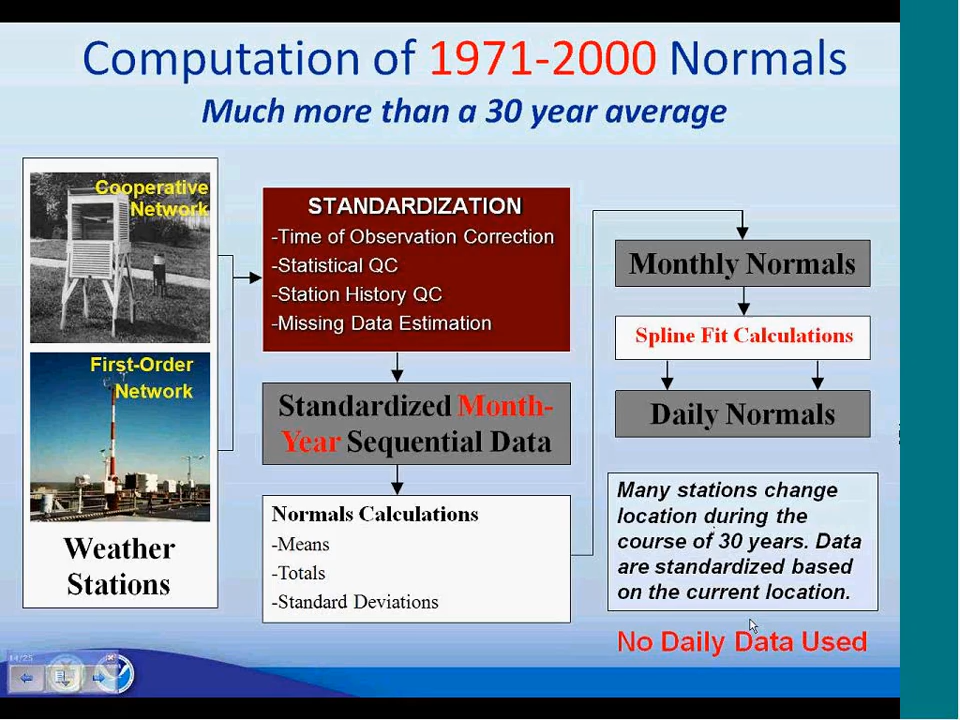 Computation of 1971-2000 Normals
Much more than a 30 year average
Cooperative
Network
First-Order
Network
Weather
Stations
STANDARDIZATION
-Time of Observation Correction
-Statistical QC
-Station History QC
-Missing Data Estimation
Standardized Month-
Year Sequential Data
Normals Calculations
-Means
-Totals
-Standard Deviations
Monthly Normals
Spline Fit Calculations
Daily Normals
Many stations change
location during the
course of 30 years. Data
are standardized based
on the current location.
No Daily Data Used
14/25